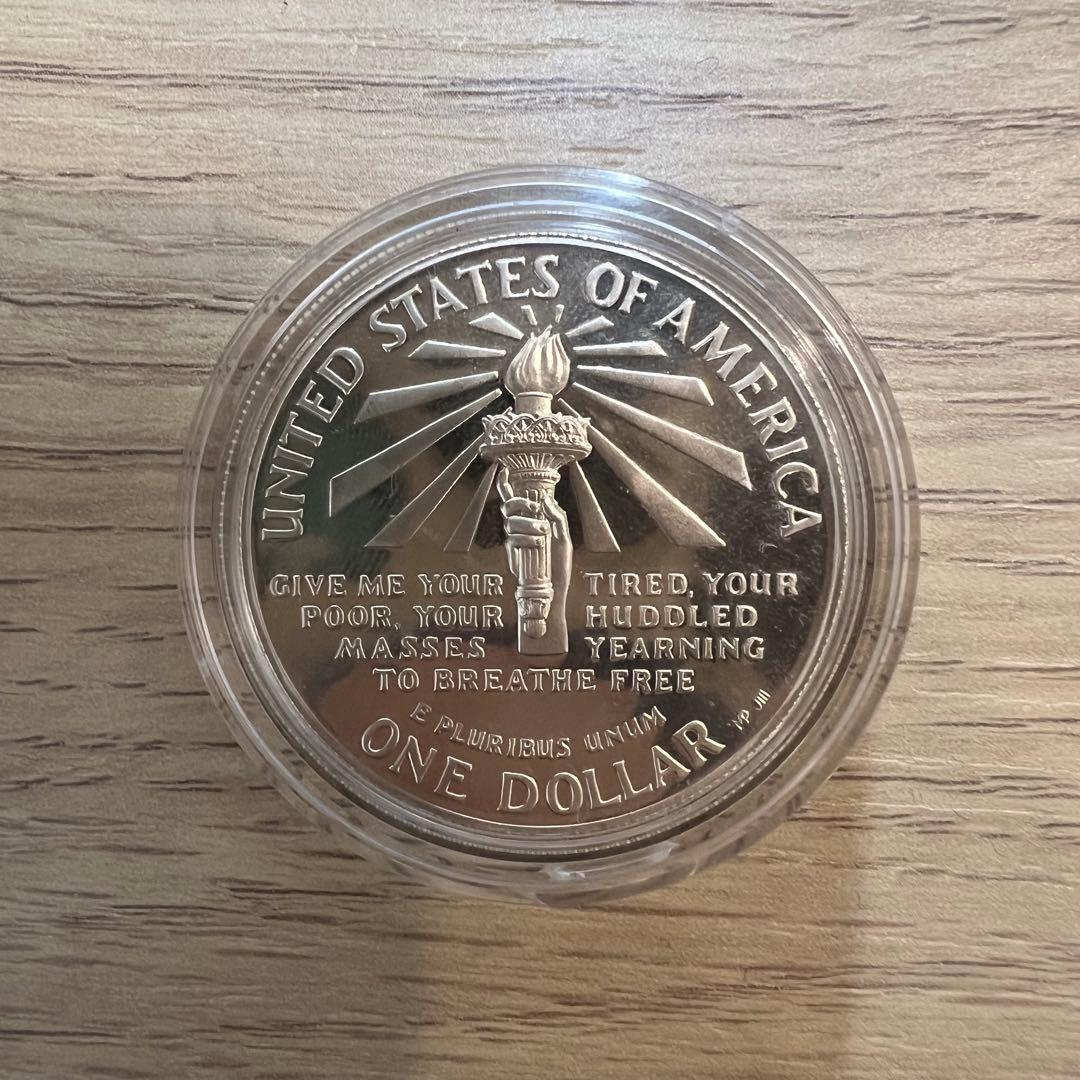 UNITED STATES OF AMERICA
GIVE ME YOUR TIRED, YOUR
POOR, YOUR HUDDLED
MASSES YEARNING
TO BREATHE FREE
E PLURIBUS UNUM
ONE DOLLAR